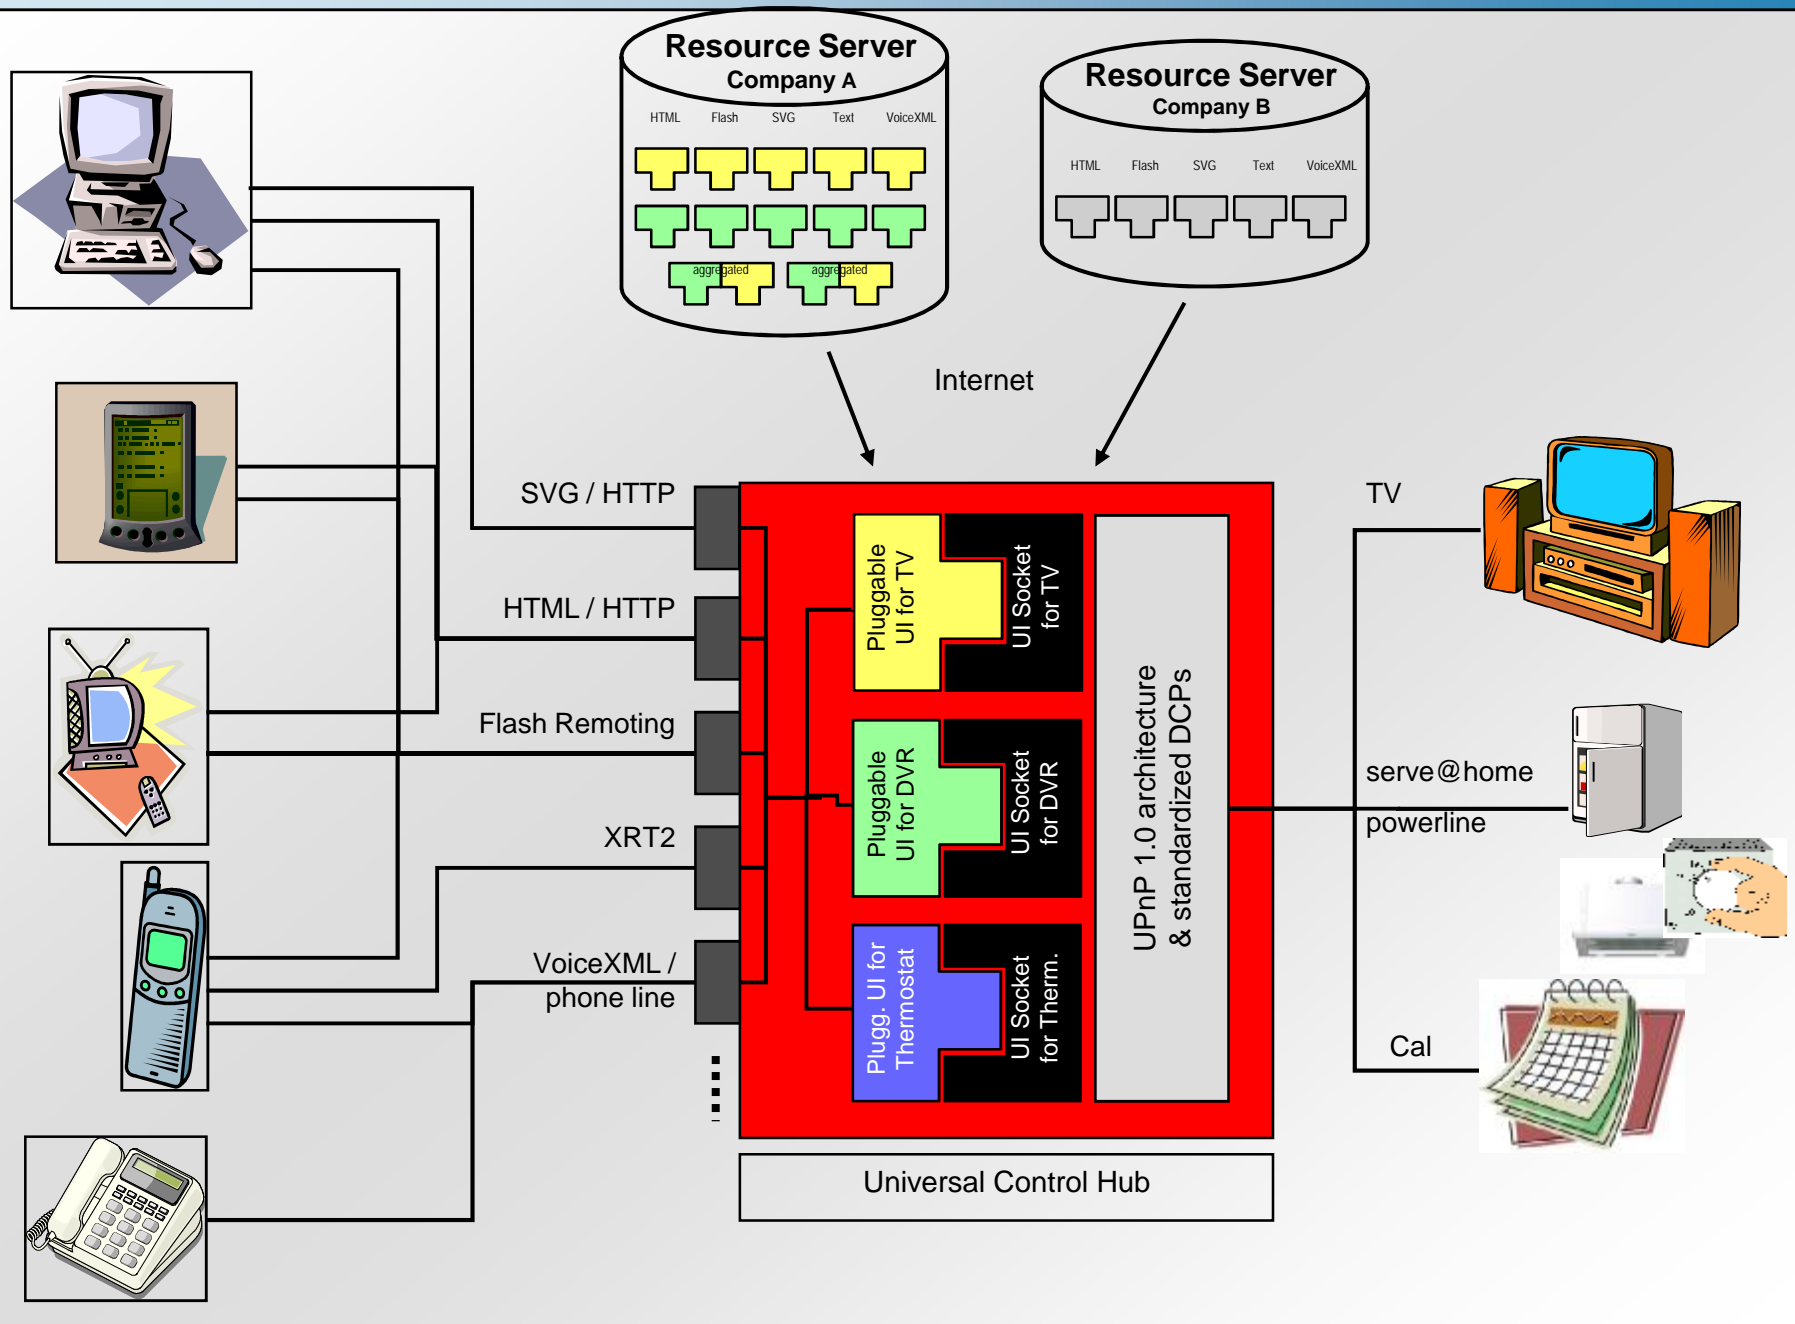 Resource Server
Company A
HTML Flash SVG Text VoiceXML
aggregated aggregated
Resource Server
Company B
HTML Flash SVG Text VoiceXML
Internet
SVG / HTTP
HTML / HTTP
Flash Remoting
XRT2
VoiceXML /
phone line
Pluggable
UI for TV
UI Socket
for TV
Pluggable
UI for DVR
UI Socket
for DVR
Plugg. UI for
Thermostat
UI Socket
for Therm.
UPnP 1.0 architecture
& standardized DCPs
Universal Control Hub
TV
serve@home
powerline
Cal